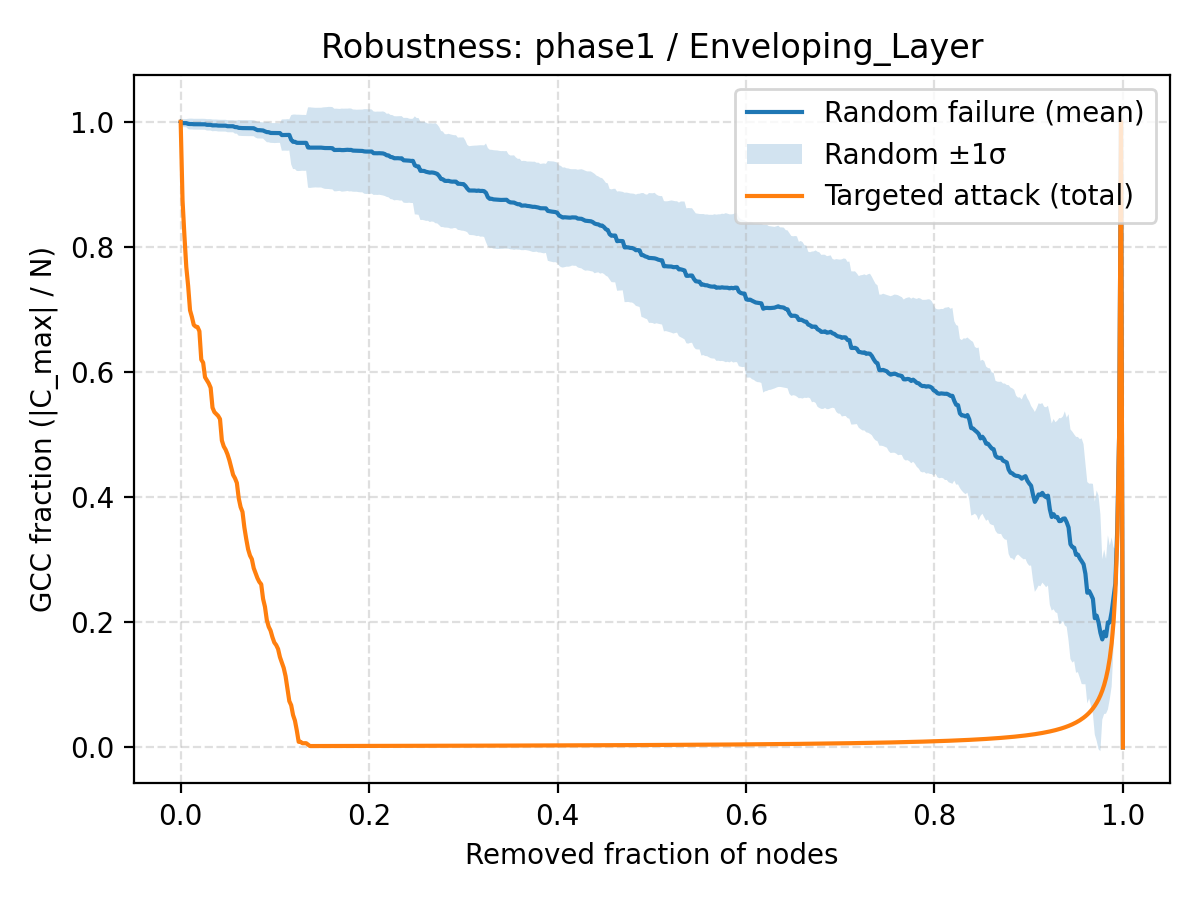 Robustness: phase1 / Enveloping_Layer
GCC fraction (|C_max| / N)
1.0
0.8
0.6
0.4
0.2
0.0
Random failure (mean)
Random ±1σ
Targeted attack (total)
0.0 0.2 0.4 0.6 0.8 1.0
Removed fraction of nodes